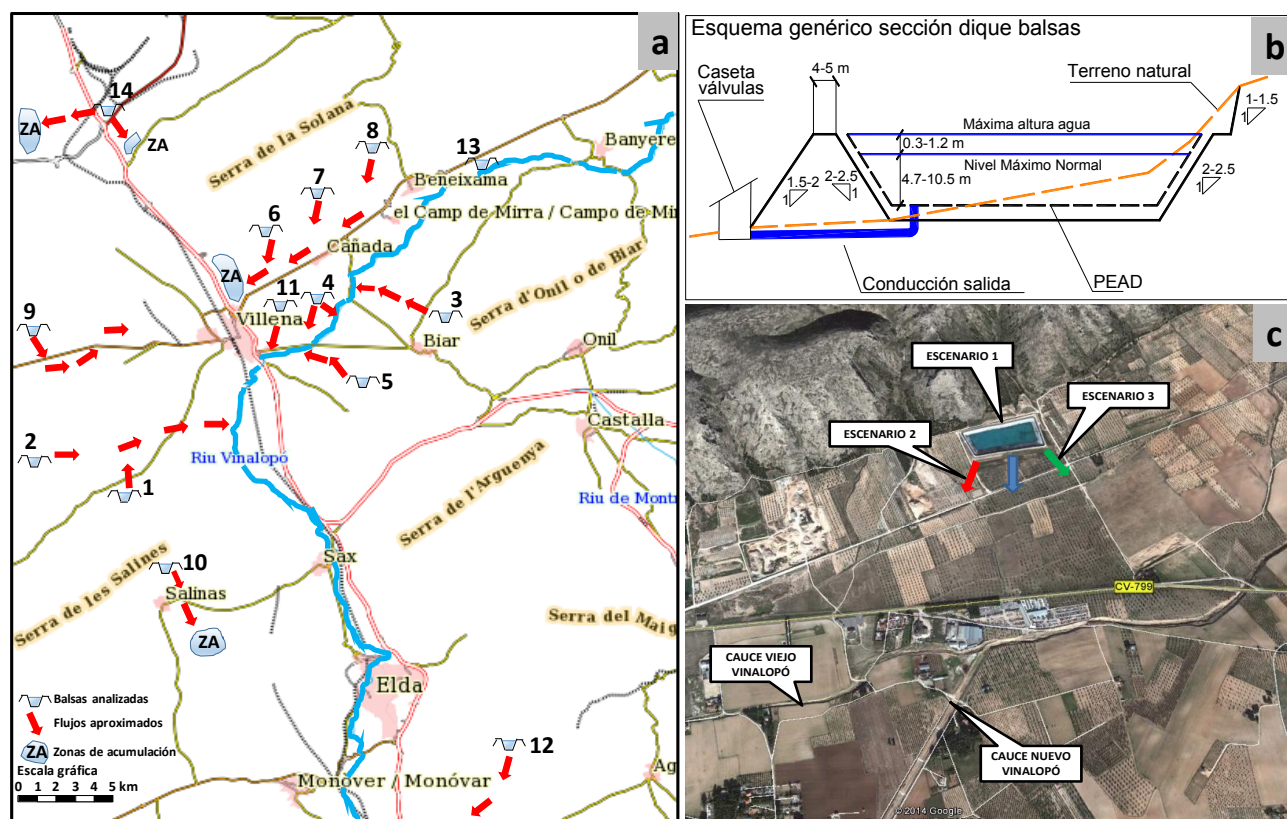 a
14
ZA
ZA
Serra de la Solana
8
13
Banyere
7
Beneixama
el Camp de Mirra / Campo de Mi
6
Cañada
ZA
Serra d'Onil o de Biar
11
4
3
9
Villena
Biar
Onil
5
Castalla
2
Riu Vinalopó
1
Serra de l'Arguenya
Riu de Montr
Sax
10
Salinas
Serra de les Salines
ZA
Serra del Maig
Elda
Balsas analizadas
Flujos aproximados
ZA Zonas de acumulación
Escala gráfica
0 1 2 3 4 5 km
12
Monòver / Monóvar
Ag
b
Esquema genérico sección dique balsas
Caseta
válvulas
4-5 m
Terreno natural
1-1.5
1
Máxima altura agua
0.3-1.2 m
Nivel Máximo Normal
4.7-10.5 m
1.5-2
1
2-2.5
1
2-2.5
1
Conducción salida
PEAD
c
ESCENARIO 1
ESCENARIO 3
ESCENARIO 2
CV-799
CAUCE VIEJO
VINALOPÓ
CAUCE NUEVO
VINALOPÓ
© 2014 Google